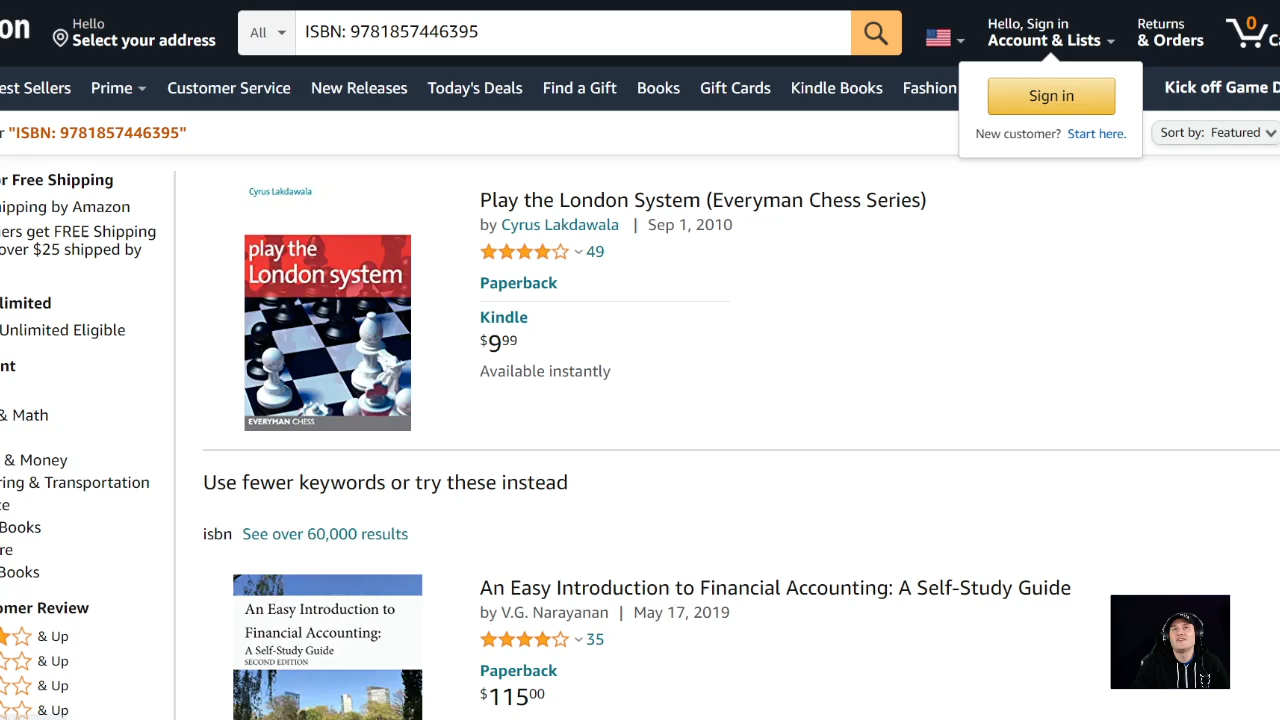 on
Hello
Select your address
All
ISBN: 9781857446395
Hello, Sign in
Account & Lists
Returns
& Orders
0
Ca
est Sellers
Prime
Customer Service
New Releases
Today's Deals
Find a Gift
Books
Gift Cards
Kindle Books
Fashion
Kick off Game D
Sign in
New customer? Start here.
r "ISBN: 9781857446395"
Sort by: Featured
or Free Shipping
ipping by Amazon
ers get FREE Shipping
over $25 shipped by
limited
Unlimited Eligible
nt
& Math
& Money
ring & Transportation
ce
Books
re
Books
omer Review
& Up
& Up
& Up
& Up
Cyrus Lakdawala
play the
London system
EVERYMAN CHESS
Play the London System (Everyman Chess Series)
by Cyrus Lakdawala | Sep 1, 2010
49
Paperback
Kindle
$999
Available instantly
Use fewer keywords or try these instead
isbn See over 60,000 results
An Easy Introduction to
Financial Accounting:
A Self-Study Guide
SECOND EDITION
An Easy Introduction to Financial Accounting: A Self-Study Guide
by V.G. Narayanan | May 17, 2019
35
Paperback
$11500